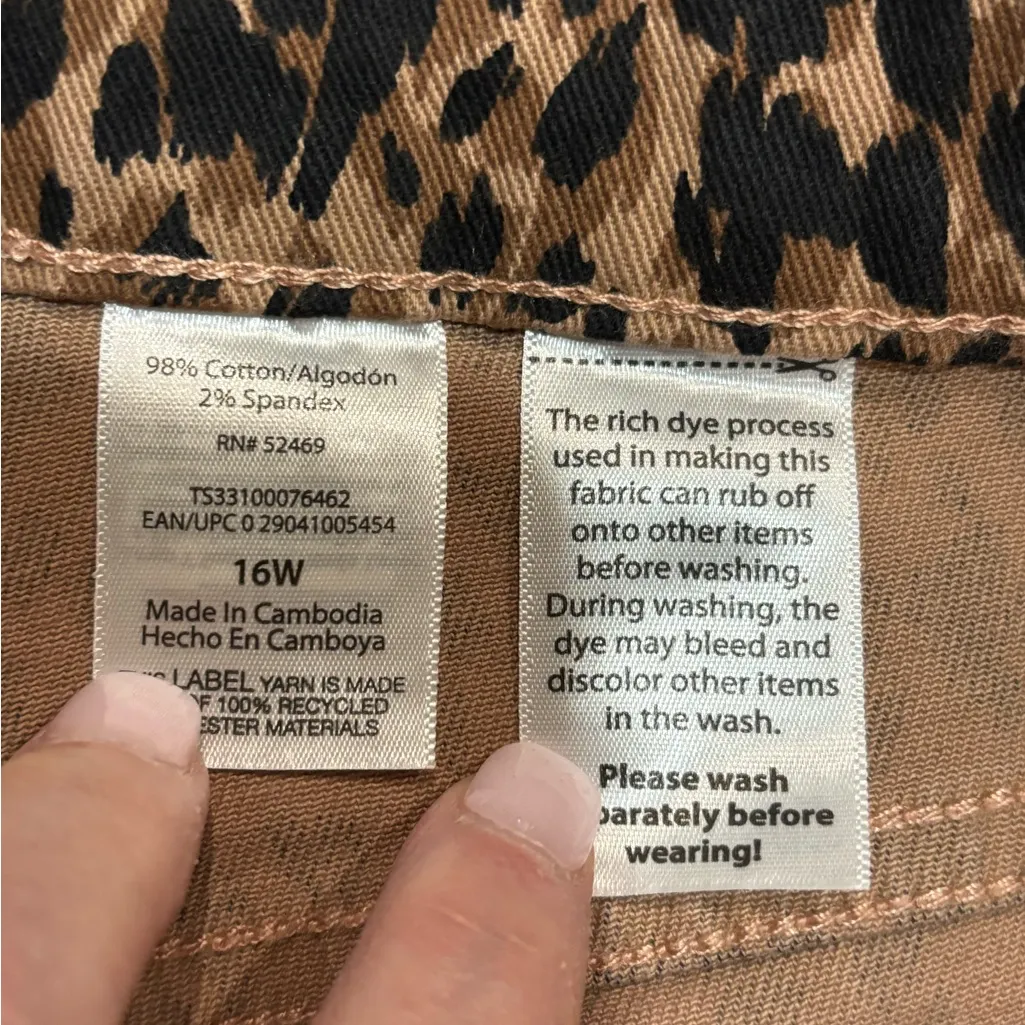 98% Cotton/Algodón
2% Spandex
RN# 52469
TS33100076462
EAN/UPC 0 29041005454
16W
Made In Cambodia
Hecho En Camboya
LABEL YARN IS MADE
100% RECYCLED
MATERIALS
The rich dye process
used in making this
fabric can rub off
onto other items
before washing.
During washing, the
dye may bleed and
discolor other items
in the wash.
Please wash
before
wearing!